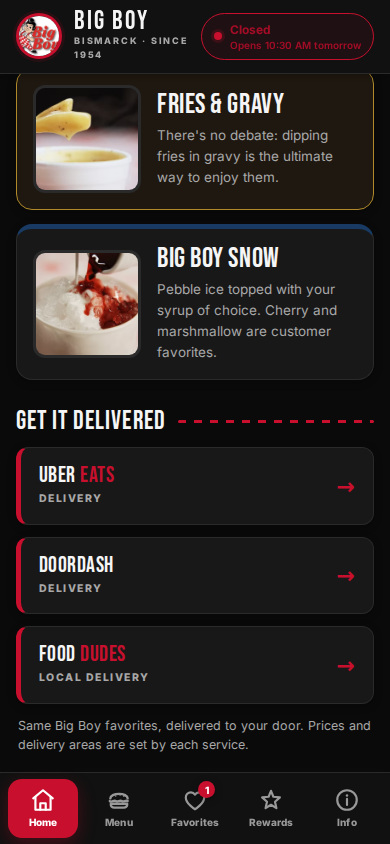 Big Boy
BIG BOY
BISMARCK · SINCE
1954
Closed
Opens 10:30 AM tomorrow
FRIES & GRAVY
There's no debate: dipping
fries in gravy is the ultimate
way to enjoy them.
BIG BOY SNOW
Pebble ice topped with your
syrup of choice. Cherry and
marshmallow are customer
favorites.
GET IT DELIVERED
UBER EATS
DELIVERY
→
DOORDASH
DELIVERY
→
FOOD DUDES
LOCAL DELIVERY
→
Same Big Boy favorites, delivered to your door. Prices and
delivery areas are set by each service.
1
Home Menu Favorites Rewards Info